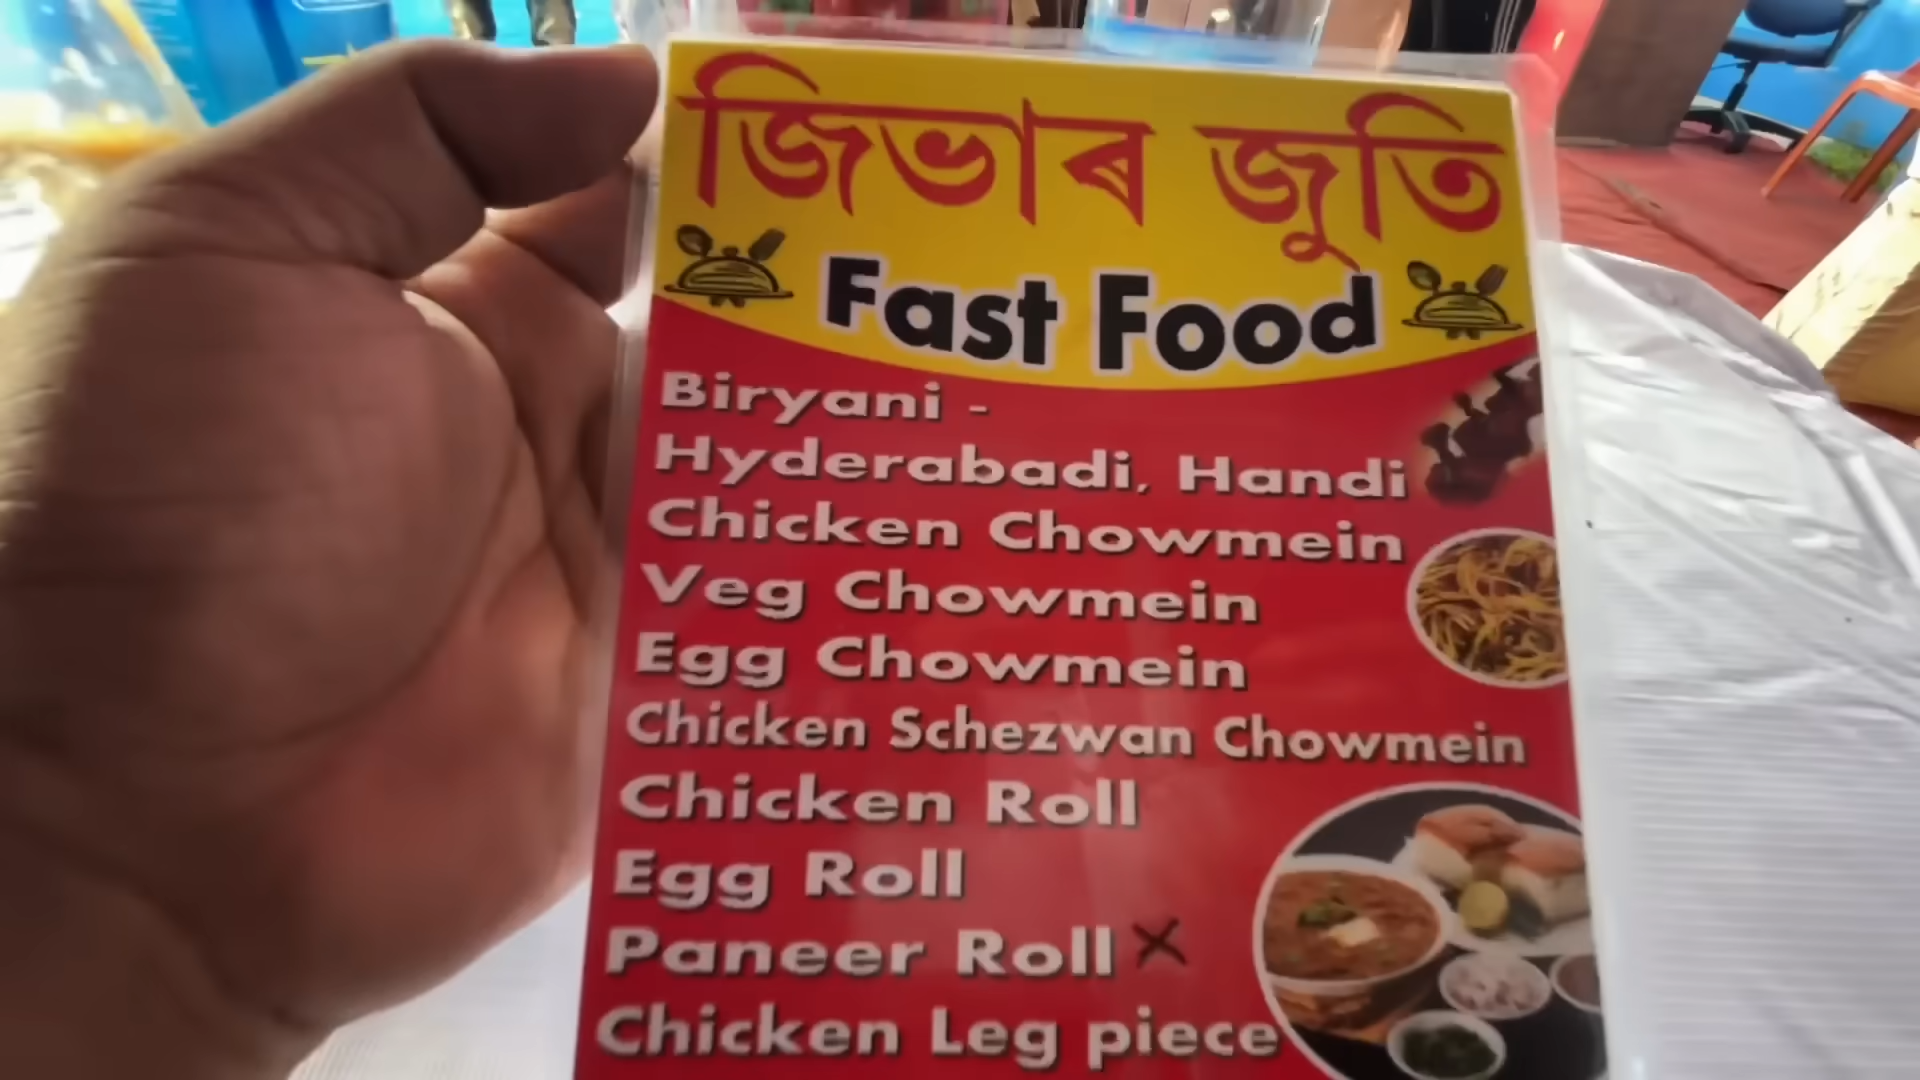 জিভাৰ জুতি
Fast Food
Biryani -
Hyderabadi, Handi
Chicken Chowmein
Veg Chowmein
Egg Chowmein
Chicken Schezwan Chowmein
Chicken Roll
Egg Roll
Paneer Roll ×
Chicken Leg piece